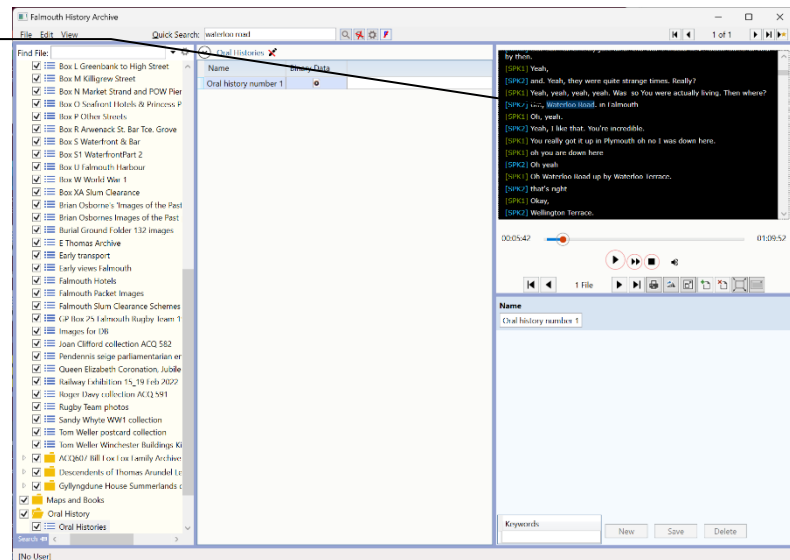 Falmouth History Archive
File Edit View Quick Search: waterloo road 1 of 1
Find File:
Box L Greenbank to High Street
Box M Killigrew Street
Box N Market Strand and POW Pier
Box O Seafront Hotels & Princess P
Box P Other Streets
Box R Arwenack St. Bar Tce. Grove
Box S Waterfront & Bar
Box S1 WaterfrontPart 2
Box U Falmouth Harbour
Box W World War 1
Box XA Slum Clearance
Brian Osborne's 'Images of the Past
Brian Osbornes Images of the Past
Burial Ground Folder 132 images
E Thomas Archive
Early transport
Early views Falmouth
Falmouth Hotels
Falmouth Packet Images
Falmouth Slum Clearance Schemes
GP Box 25 Falmouth Rugby Team 1
Images for DB
Joan Clifford collection ACQ 582
Pendennis seige parliamentarian er
Queen Elizabeth Coronation, Jubile
Railway Exhibition 15_19 Feb 2022
Roger Davy collection ACQ 591
Rugby Team photos
Sandy Whyte WW1 collection
Tom Weller postcard collection
Tom Weller Winchester Buildings Ki
ACQ607 Bill Fox Fox Family Archive
Descendents of Thomas Arundel Lc
Gyllyngdune House Summerlands c
Maps and Books
Oral History
Oral Histories
Search
[No User]
Oral Histories
Name Binary Data
Oral history number 1
by then.
[SPK1] Yeah,
[SPK2] and. Yeah, they were quite strange times. Really?
[SPK1] Yeah, yeah, yeah, yeah. Was so You were actually living. Then where?
[SPK2] Waterloo Road. in Falmouth
[SPK1] Oh, yeah.
[SPK2] Yeah, I like that. You're incredible.
[SPK1] You really got it up in Plymouth oh no I was down here.
[SPK1] oh you are down here
[SPK2] Oh yeah
[SPK1] Oh Waterloo Road up by Waterloo Terrace.
[SPK2] that's right
[SPK1] Okay,
[SPK2] Wellington Terrace.
00:05:42 01:09:52
1 File
Name
Oral history number 1
Keywords
New Save Delete